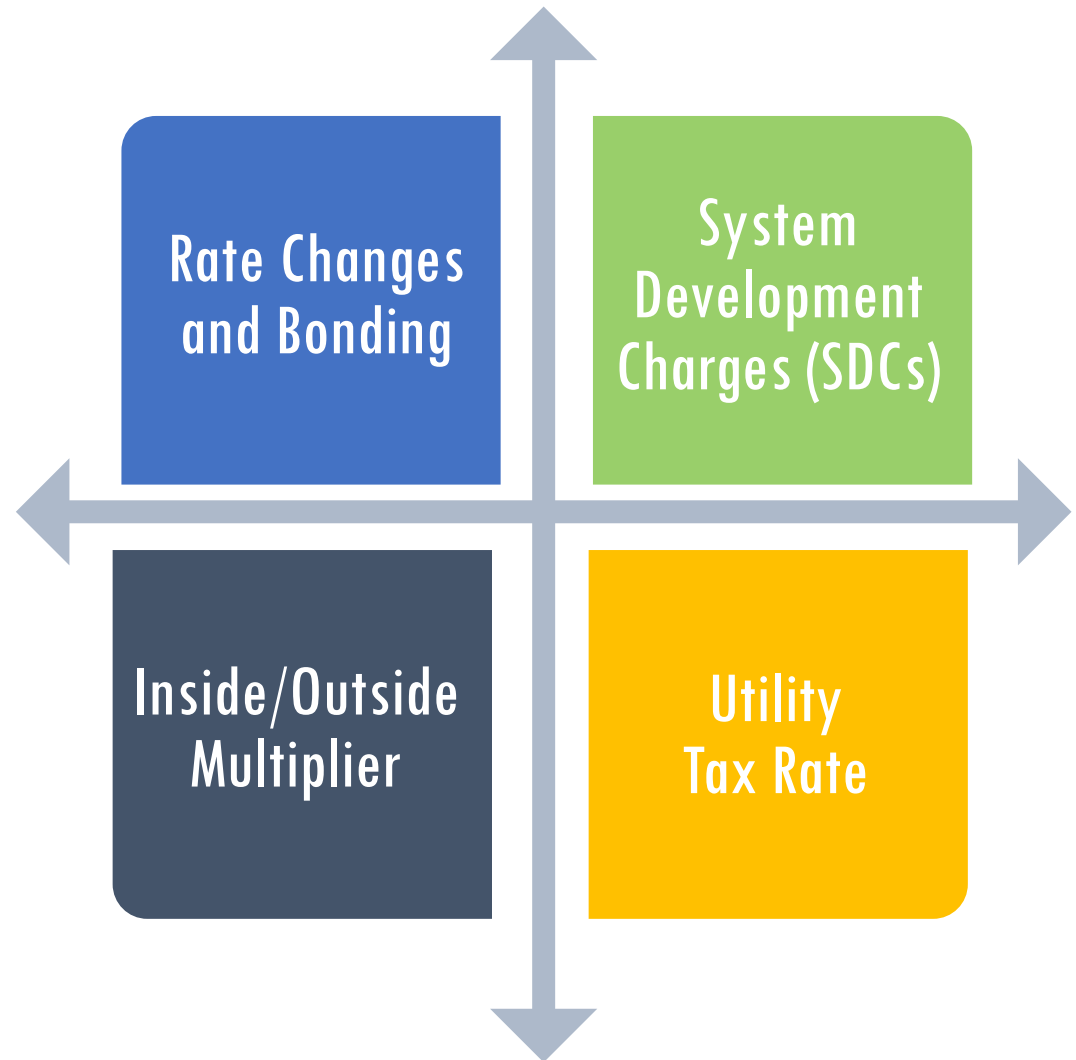 Rate Changes
and Bonding
System
Development
Charges (SDCs)
Inside/Outside
Multiplier
Utility
Tax Rate